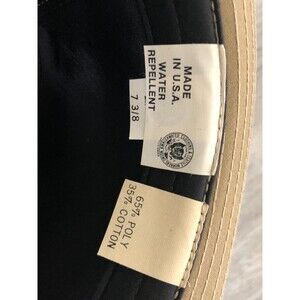 MADE
IN U.S.A.
WATER
REPELLENT
7 3/8
65% POLY
35% COTTON